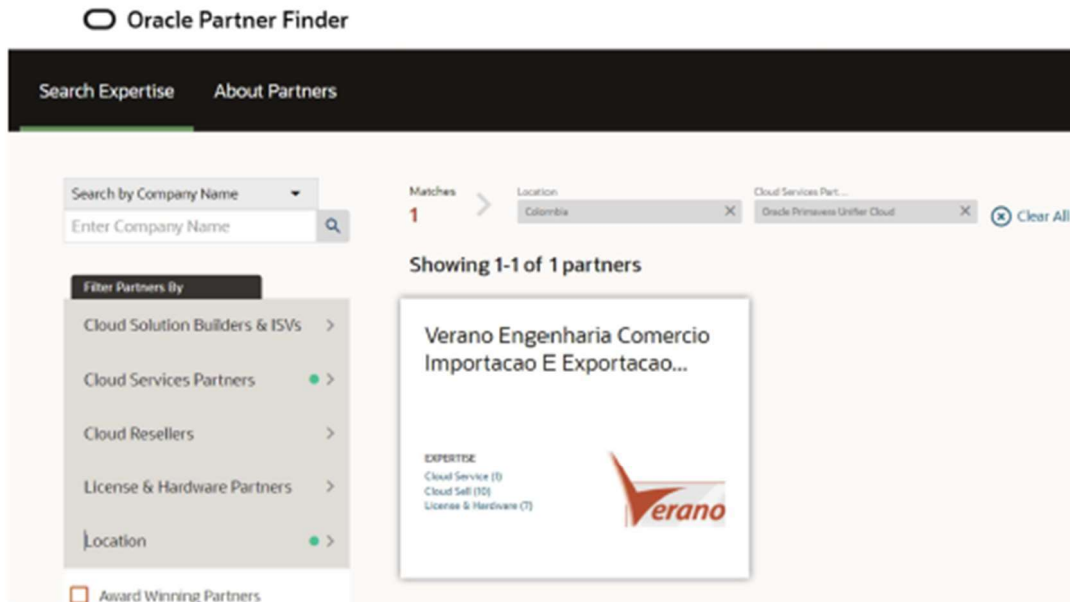 Oracle Partner Finder
Search Expertise About Partners
Search by Company Name
Enter Company Name
Filter Partners By
Cloud Solution Builders & ISVs
Cloud Services Partners
Cloud Resellers
License & Hardware Partners
Location
Award Winning Partners
Matches
1
Location
Colombia
Cloud Services Part...
Oracle Primavera Unifier Cloud
Clear All
Showing 1-1 of 1 partners
Verano Engenharia Comercio
Importacao E Exportacao...
EXPERTISE
Cloud Service (1)
Cloud Sell (10)
License & Hardware (7)
Verano